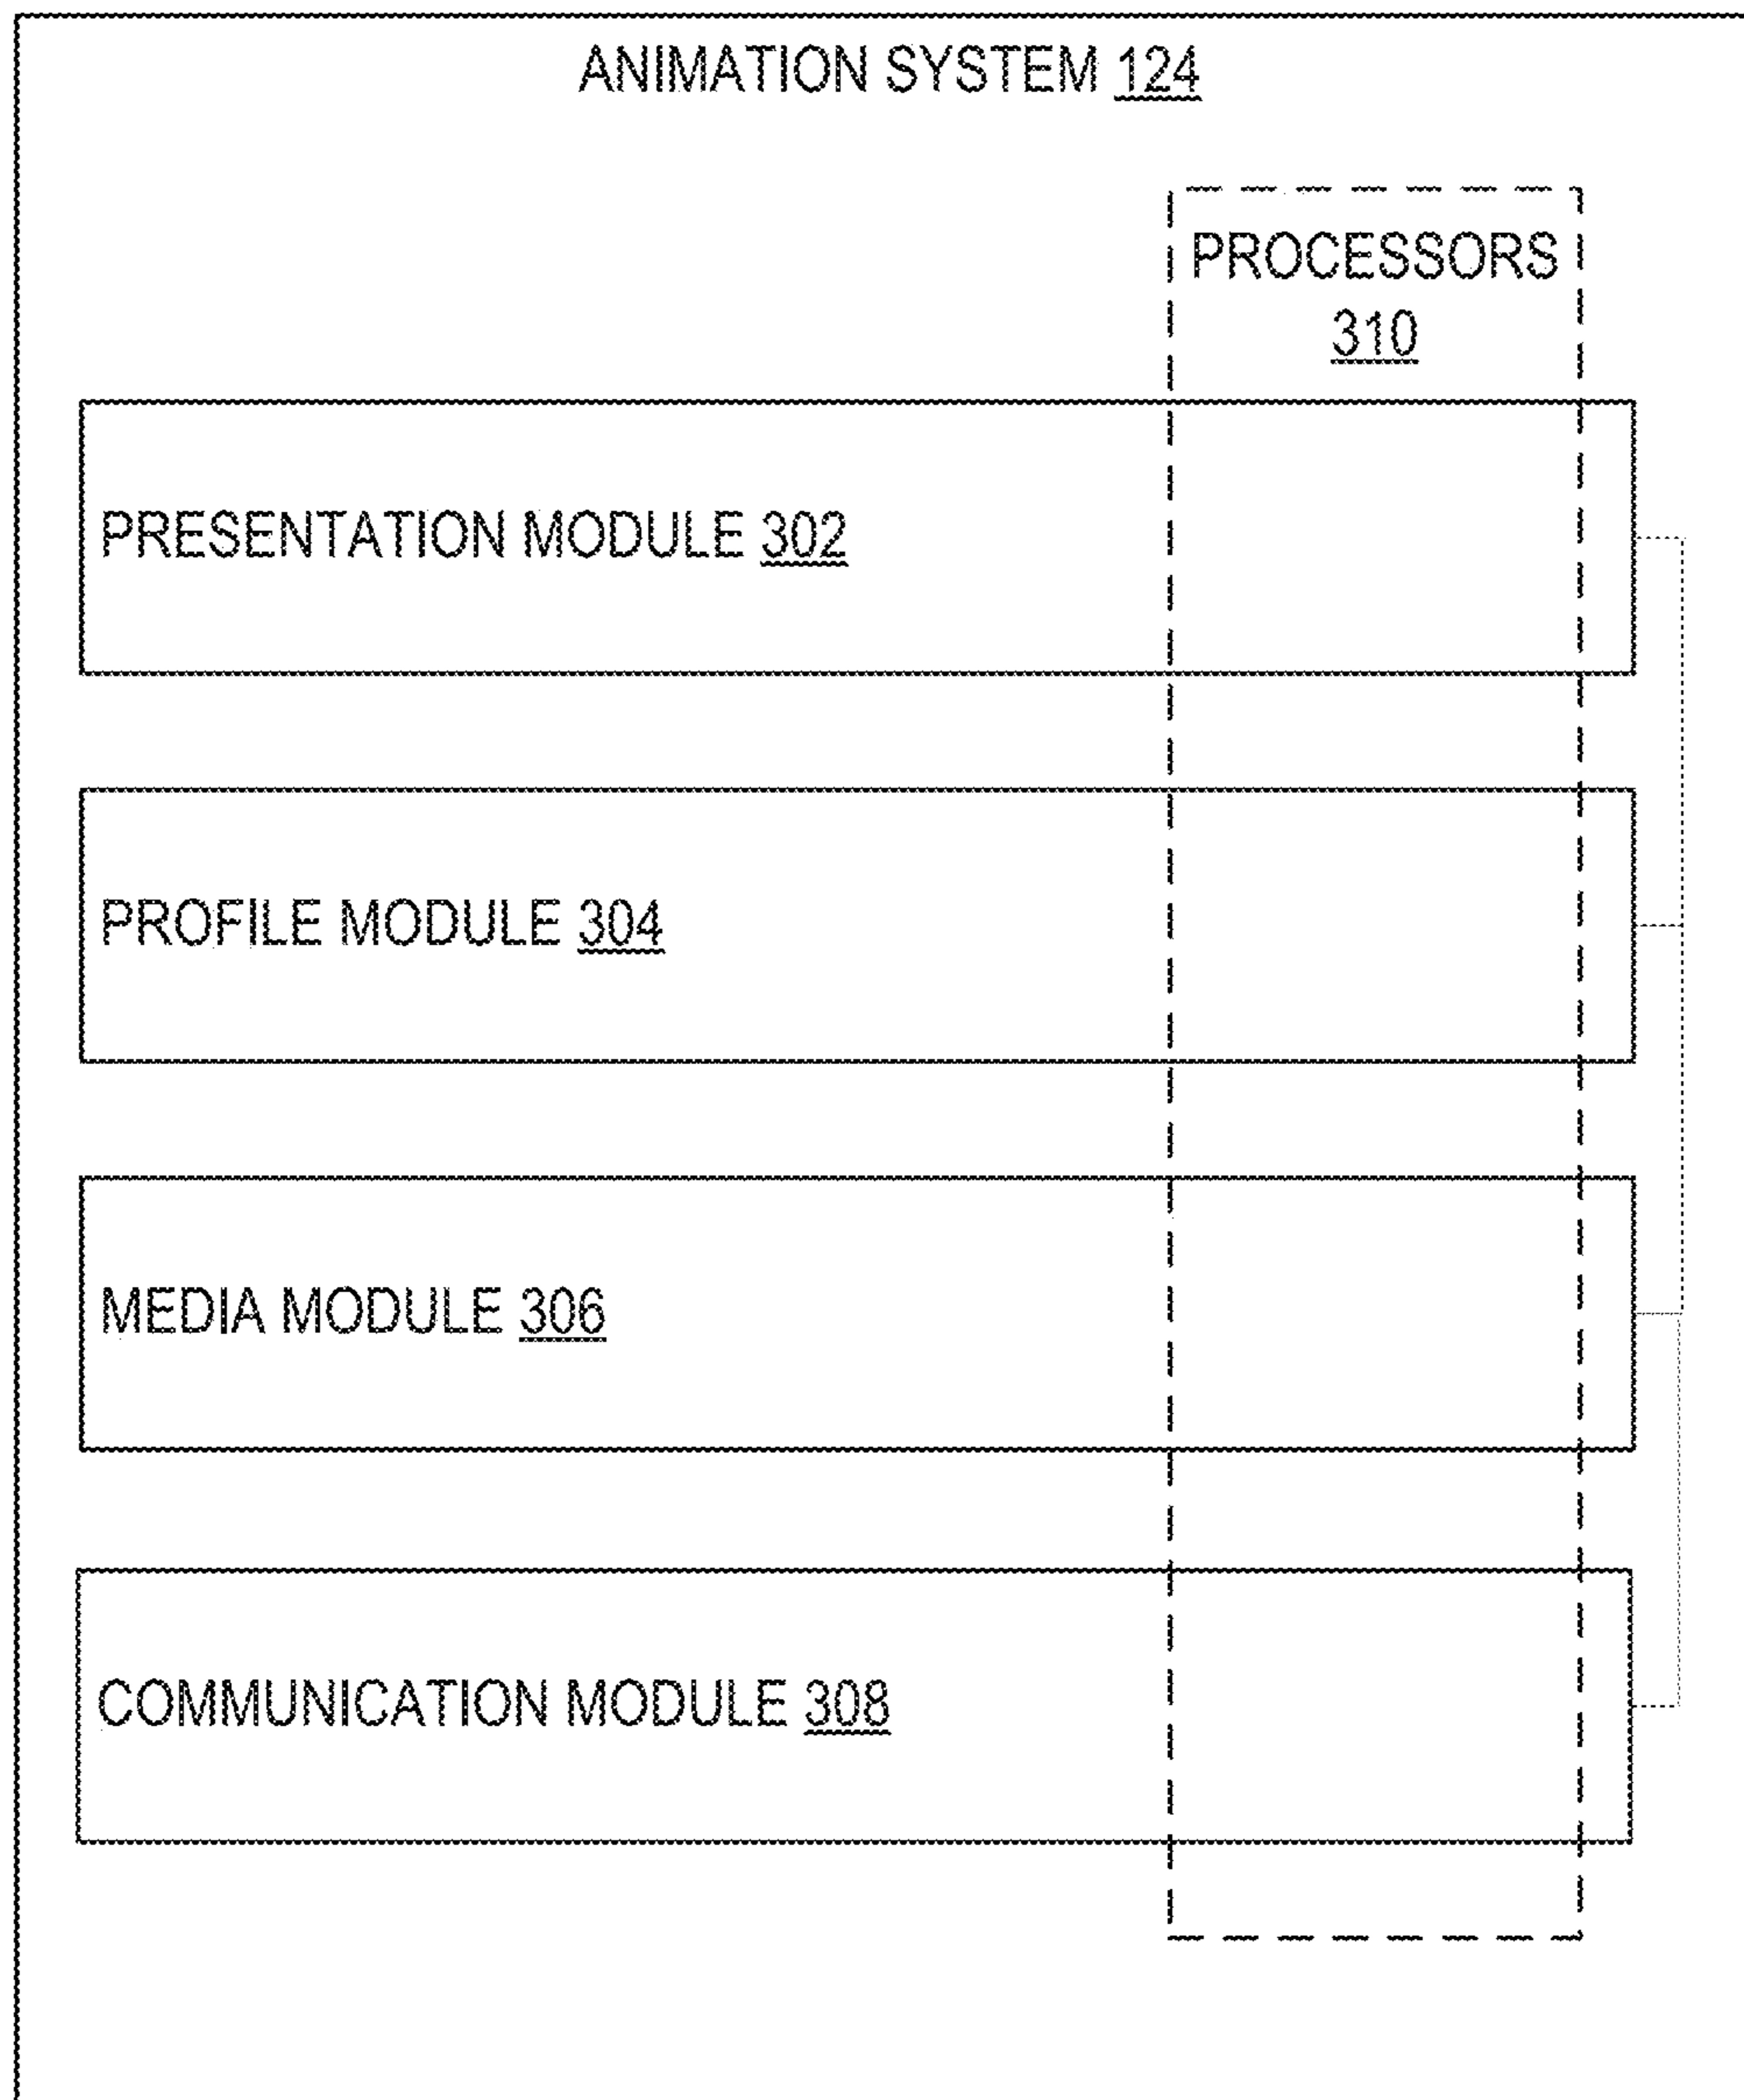 ANIMATION SYSTEM 124
PROCESSORS
310
PRESENTATION MODULE 302
PROFILE MODULE 304
MEDIA MODULE 306
COMMUNICATION MODULE 308